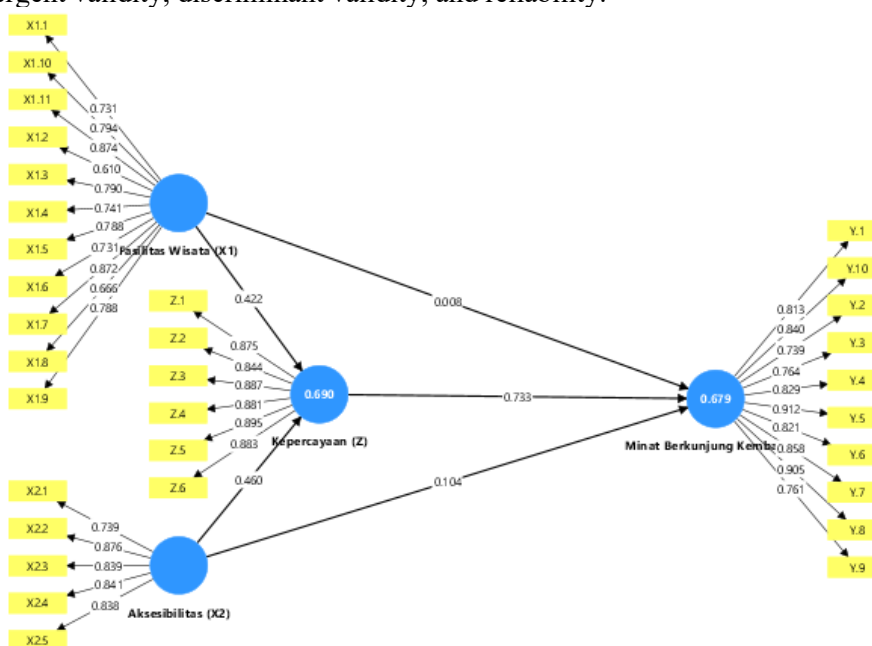 X1.1
X1.10
X1.11
X1.2
X1.3
X1.4
X1.5
X1.6
X1.7
X1.8
X1.9
0.731
0.794
0.874
0.610
0.790
0.741
0.788
0.731
0.872
0.666
0.788
Fasilitas Wisata (X1)
0.422
0.008
Z.1
Z.2
Z.3
Z.4
Z.5
Z.6
0.875
0.844
0.887
0.881
0.895
0.883
0.690
Kepercayaan (Z)
0.733
0.460
0.104
X2.1
X2.2
X2.3
X2.4
X2.5
0.739
0.876
0.839
0.841
0.838
Aksesibilitas (X2)
0.679
Minat Berkunjung Kemba
0.813
0.840
0.739
0.764
0.829
0.912
0.821
0.858
0.905
0.761
Y.1
Y.10
Y.2
Y.3
Y.4
Y.5
Y.6
Y.7
Y.8
Y.9